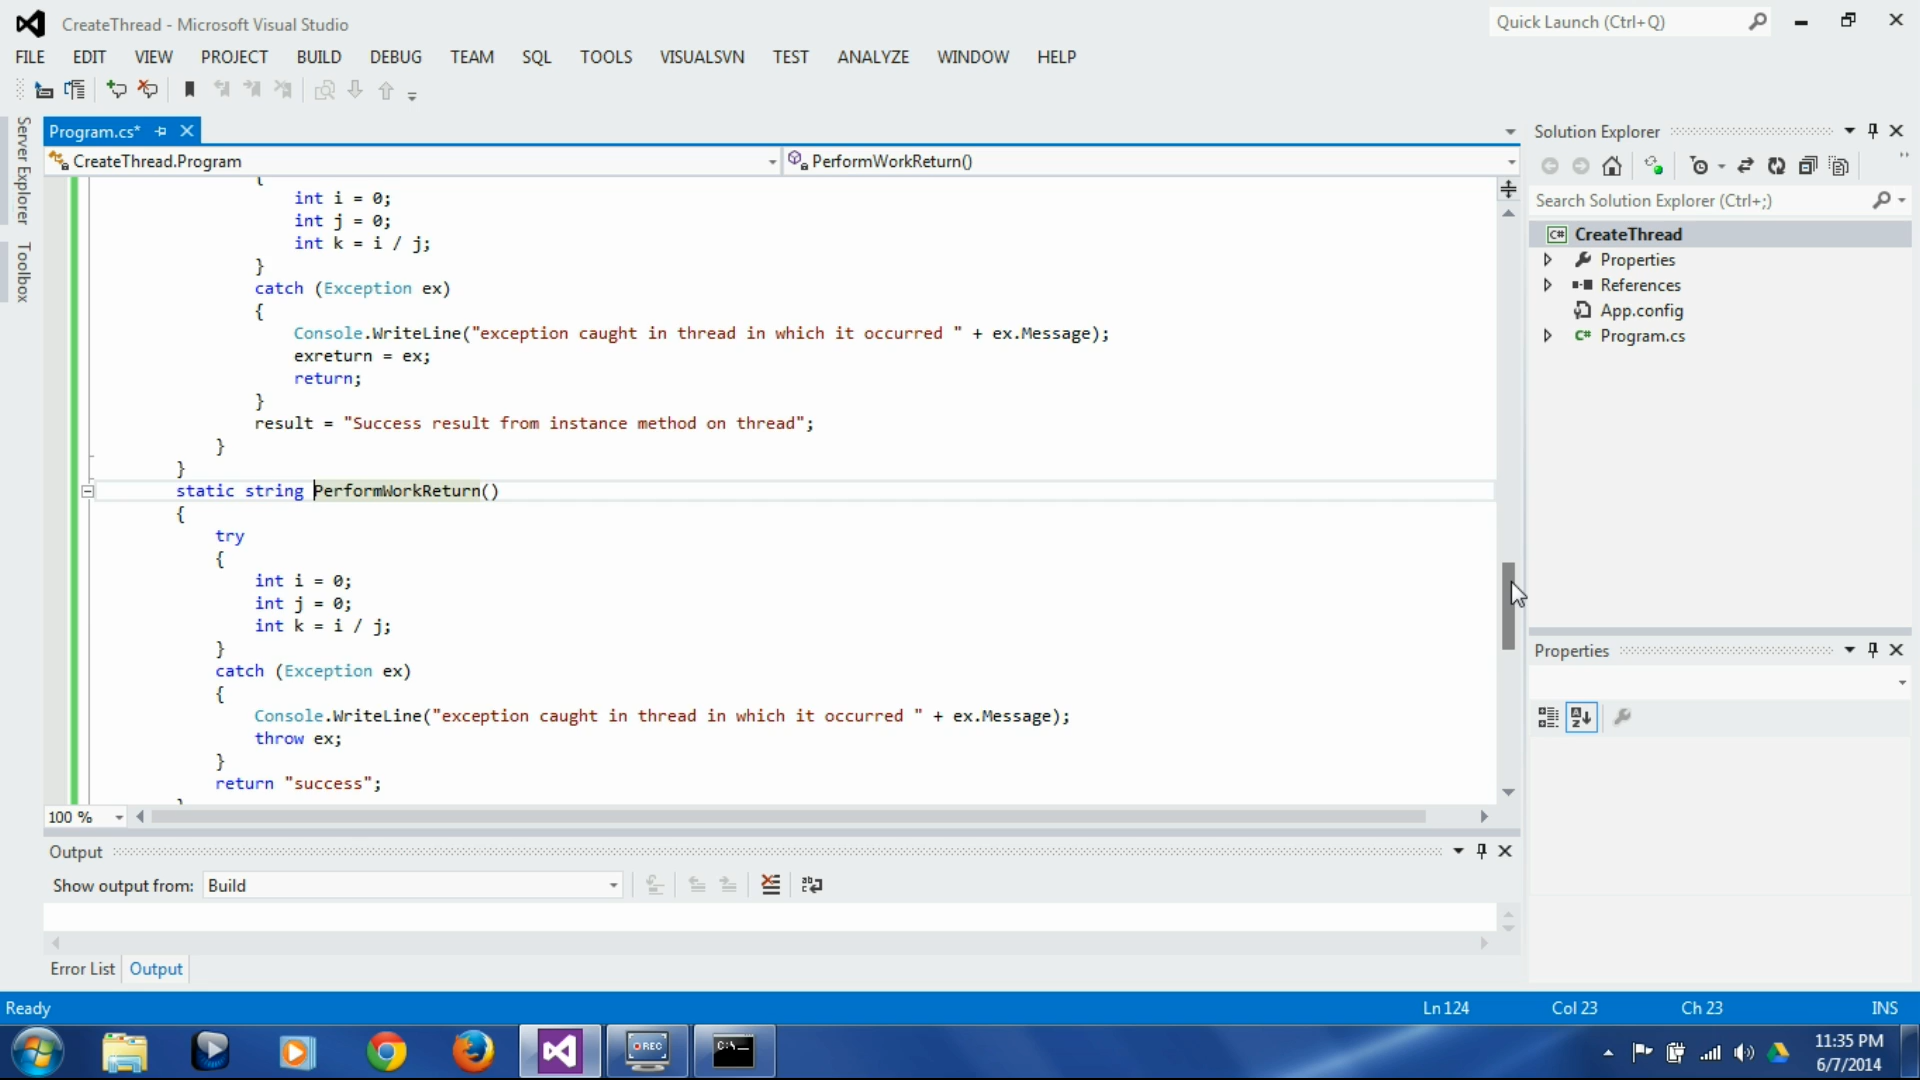 CreateThread - Microsoft Visual Studio
Quick Launch (Ctrl+Q)
FILE EDIT VIEW PROJECT BUILD DEBUG TEAM SQL TOOLS VISUALSVN TEST ANALYZE WINDOW HELP
Server Explorer
Toolbox
Program.cs*
CreateThread.Program
PerformWorkReturn()
{
int i = 0;
int j = 0;
int k = i / j;
}
catch (Exception ex)
{
Console.WriteLine("exception caught in thread in which it occurred " + ex.Message);
exreturn = ex;
return;
}
result = "Success result from instance method on thread";
}
}
static string PerformWorkReturn()
{
try
{
int i = 0;
int j = 0;
int k = i / j;
}
catch (Exception ex)
{
Console.WriteLine("exception caught in thread in which it occurred " + ex.Message);
throw ex;
}
return "success";
}
100 %
Output
Show output from: Build
Error List Output
Solution Explorer
Search Solution Explorer (Ctrl+;)
C# CreateThread
Properties
References
App.config
C# Program.cs
Properties
Ready
Ln 124 Col 23 Ch 23 INS
REC
C:\
11:35 PM
6/7/2014